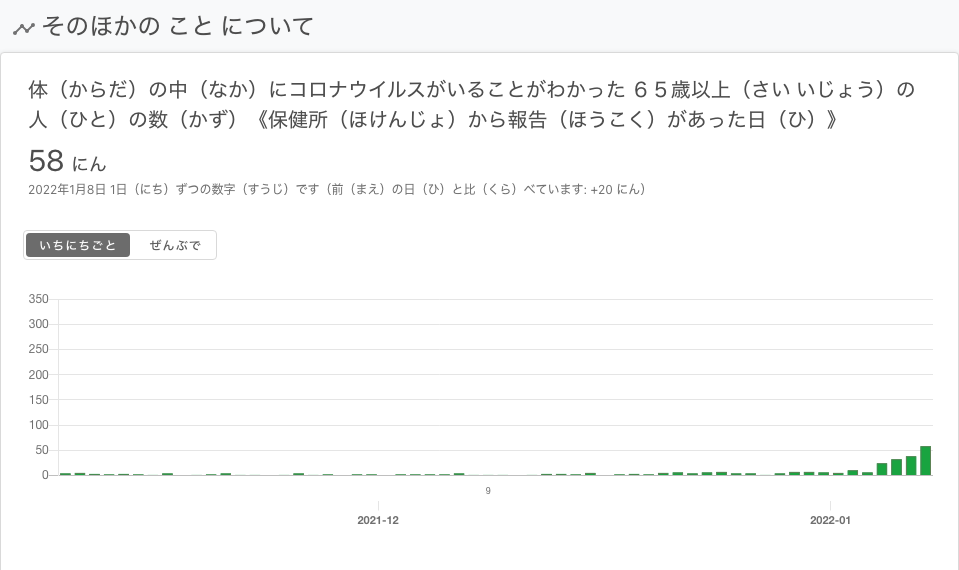 そのほかの こと について
体（からだ）の中（なか）にコロナウイルスがいることがわかった ６５歳以上（さい いじょう）の
人（ひと）の数（かず）《保健所（ほけんじょ）から報告（ほうこく）があった日（ひ）》
58 にん
2022年1月8日 1日（にち）ずつの数字（すうじ）です（前（まえ）の日（ひ）と比（くら）べています: +20 にん）
いちにちごと ぜんぶで
350
300
250
200
150
100
50
0
9
2021-12 2022-01